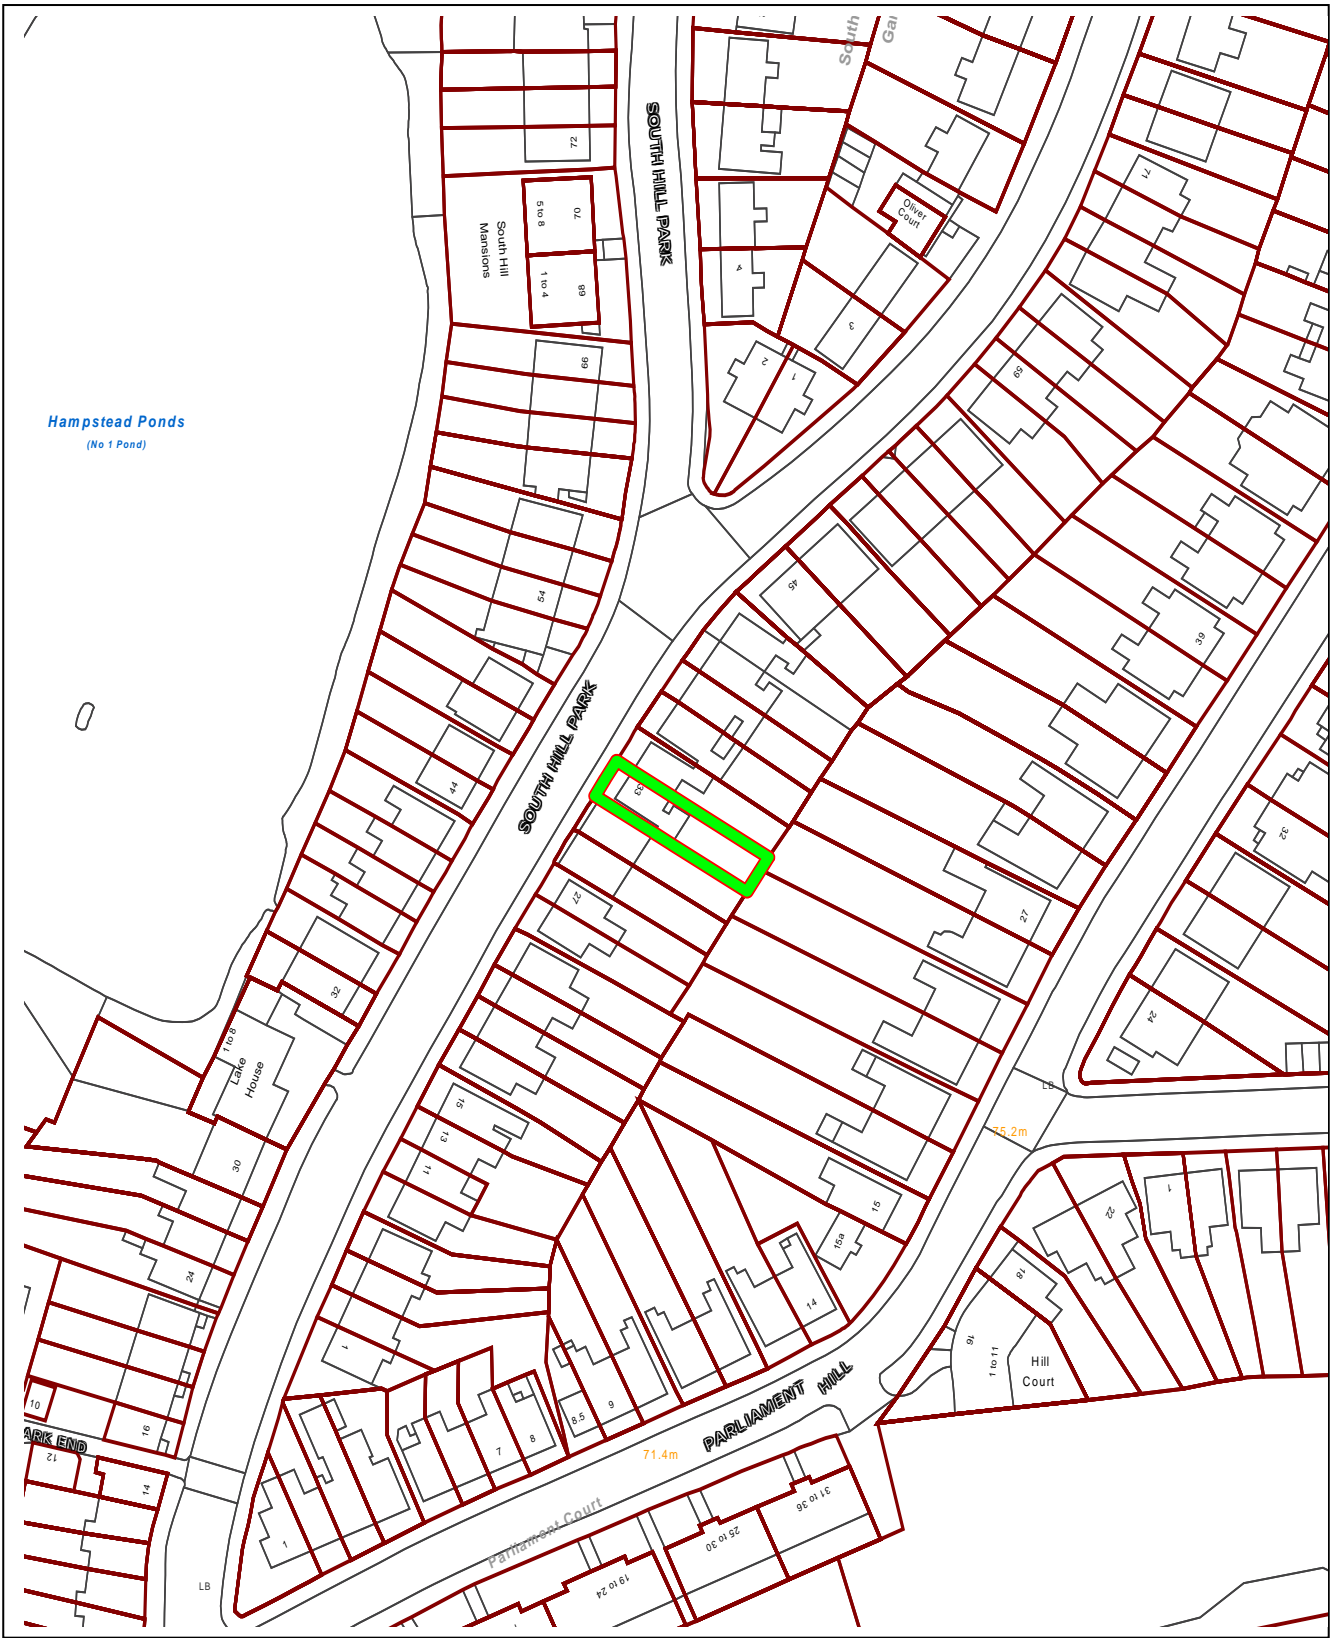 South
Gar
72
SOUTH HILL PARK
71
5 to 8
70
South Hill
Mansions
Oliver
Court
1 to 4
68
4
3
66
2
1
59
Hampstead Ponds
(No 1 Pond)
45
54
39
SOUTH HILL PARK
44
33
32
27
27
32
24
1 to 8
Lake
House
LB
15
75.2m
13
11
30
15
1
22
15a
24
18
14
1
16
1 to 11
Hill
Court
10
8.5
9
PARLIAMENT HILL
16
ARK END
7
8
12
71.4m
14
31 to 36
Parliament Court
25 to 30
1
LB
19 to 24